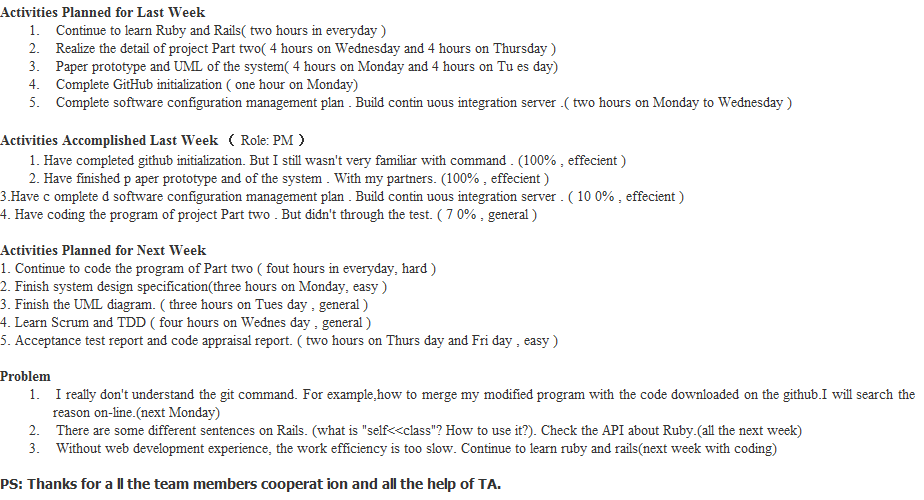 Activities Planned for Last Week
1. Continue to learn Ruby and Rails( two hours in everyday )
2. Realize the detail of project Part two( 4 hours on Wednesday and 4 hours on Thursday )
3. Paper prototype and UML of the system( 4 hours on Monday and 4 hours on Tu es day)
4. Complete GitHub initialization ( one hour on Monday)
5. Complete software configuration management plan . Build contin uous integration server .( two hours on Monday to Wednesday )
Activities Accomplished Last Week （ Role: PM ）
1. Have completed github initialization. But I still wasn't very familiar with command . (100% , effecient )
2. Have finished p aper prototype and of the system . With my partners. (100% , effecient )
3.Have c omplete d software configuration management plan . Build contin uous integration server . ( 10 0% , effecient )
4. Have coding the program of project Part two . But didn't through the test. ( 7 0% , general )
Activities Planned for Next Week
1. Continue to code the program of Part two ( fout hours in everyday, hard )
2. Finish system design specification(three hours on Monday, easy )
3. Finish the UML diagram. ( three hours on Tues day , general )
4. Learn Scrum and TDD ( four hours on Wednes day , general )
5. Acceptance test report and code appraisal report. ( two hours on Thurs day and Fri day , easy )
Problem
1. I really don't understand the git command. For example,how to merge my modified program with the code downloaded on the github.I will search the
reason on-line.(next Monday)
2. There are some different sentences on Rails. (what is "self<<class"? How to use it?). Check the API about Ruby.(all the next week)
3. Without web development experience, the work efficiency is too slow. Continue to learn ruby and rails(next week with coding)
PS: Thanks for a ll the team members cooperat ion and all the help of TA.